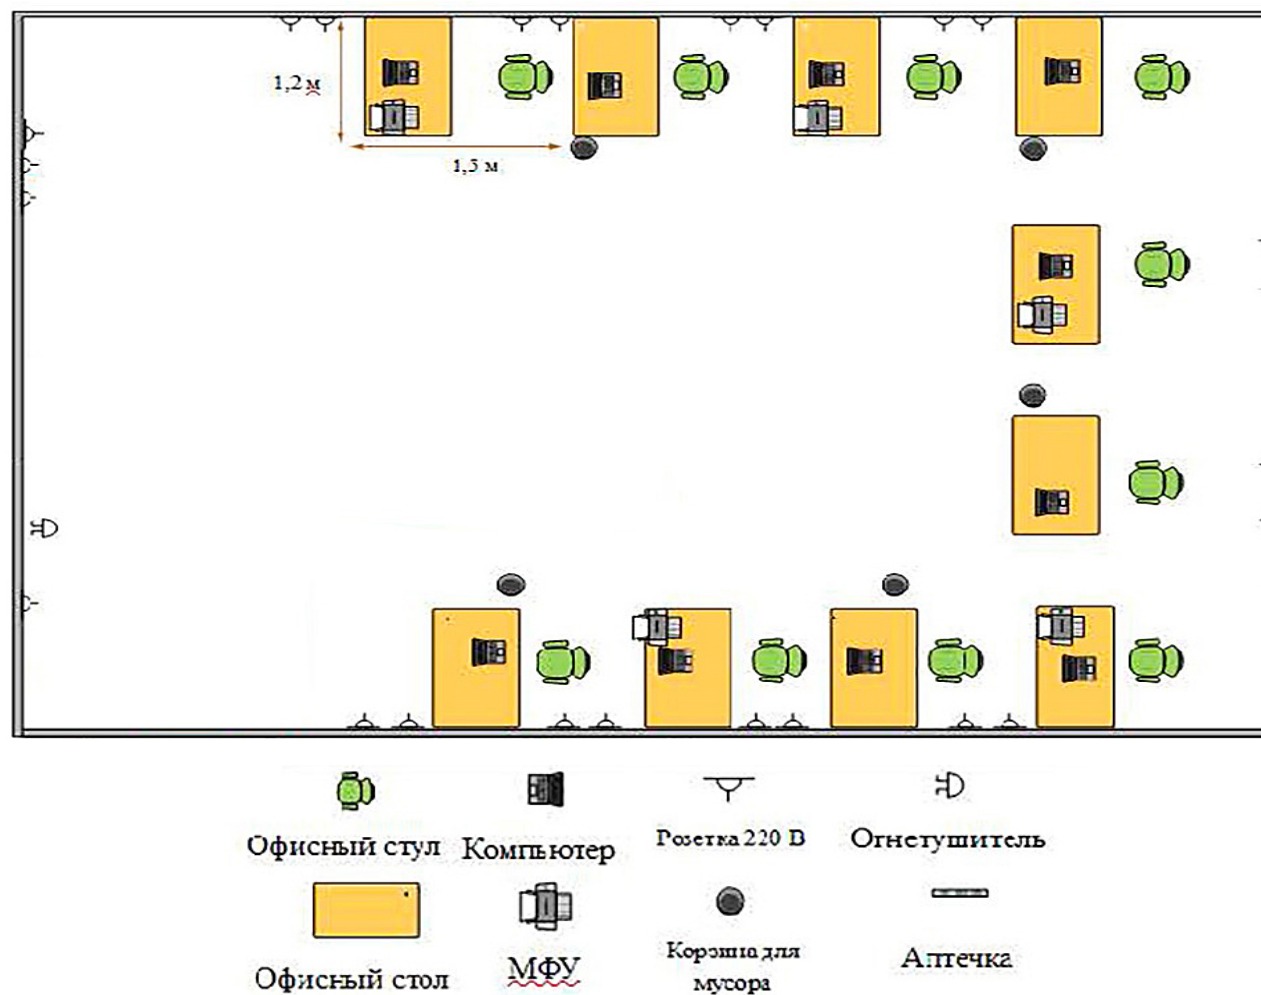 1,2 м
1,5 м
Офисный стул
Компьютер
Розетка 220 В
Огнетушитель
Офисный стол
МФУ
Корзина для
мусора
Аптечка